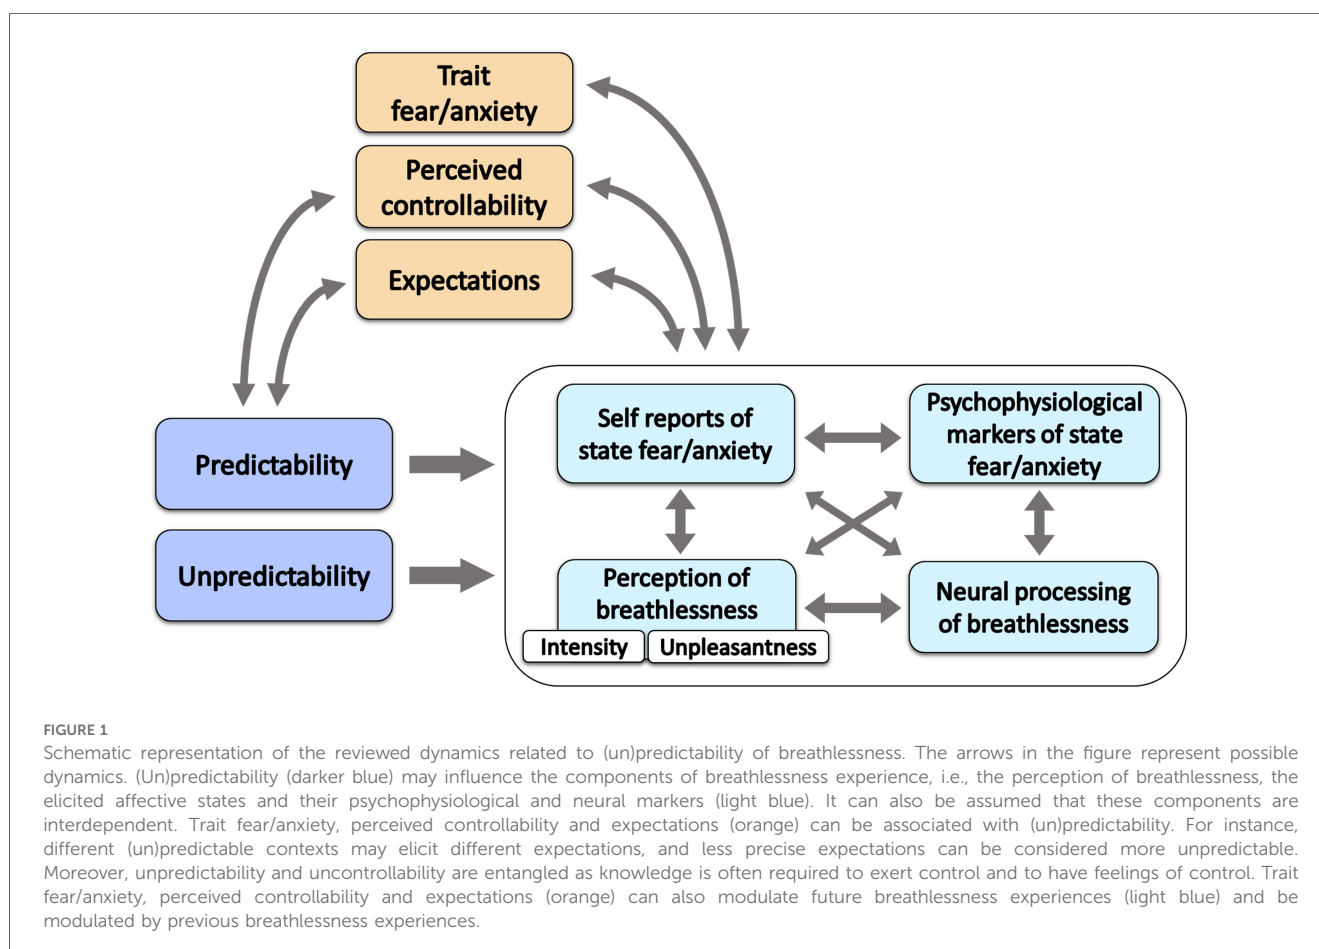 Trait
fear/anxiety
Perceived
controllability
Expectations
Predictability
Unpredictability
Self reports of
state fear/anxiety
Psychophysiological
markers of state
fear/anxiety
Perception of
breathlessness
Intensity
Unpleasantness
Neural processing
of breathlessness
FIGURE 1
Schematic representation of the reviewed dynamics related to (un)predictability of breathlessness. The arrows in the figure represent possible
dynamics. (Un)predictability (darker blue) may influence the components of breathlessness experience, i.e., the perception of breathlessness, the
elicited affective states and their psychophysiological and neural markers (light blue). It can also be assumed that these components are
interdependent. Trait fear/anxiety, perceived controllability and expectations (orange) can be associated with (un)predictability. For instance,
different (un)predictable contexts may elicit different expectations, and less precise expectations can be considered more unpredictable.
Moreover, unpredictability and uncontrollability are entangled as knowledge is often required to exert control and to have feelings of control. Trait
fear/anxiety, perceived controllability and expectations (orange) can also modulate future breathlessness experiences (light blue) and be
modulated by previous breathlessness experiences.